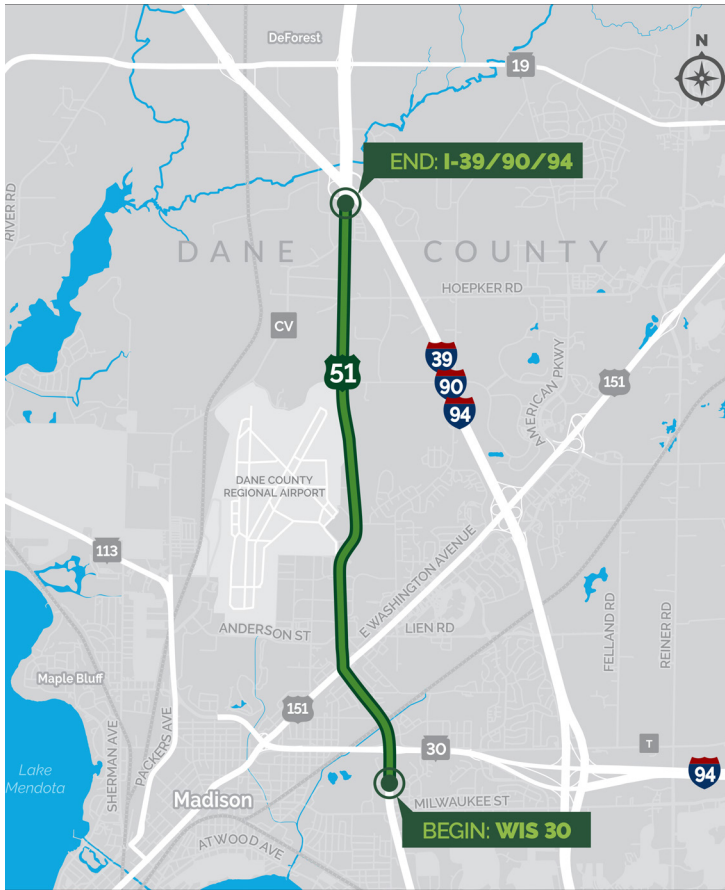 DeForest
19
N
END: I-39/90/94
RIVER RD
DANE COUNTY
HOEPKER RD
CV
39
90
94
51
AMERICAN PKWY
151
DANE COUNTY
REGIONAL AIRPORT
113
E WASHINGTON AVENUE
ANDERSON ST
LIEN RD
FELLAND RD
REINER RD
Maple Bluff
SHERMAN AVE
PACKERS AVE
151
30
T
94
Lake
Mendota
Madison
MILWAUKEE ST
ATWOOD AVE
BEGIN: WIS 30